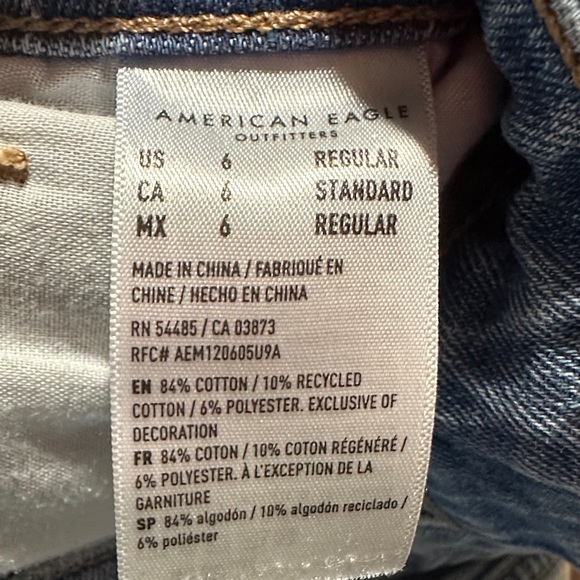 AMERICAN EAGLE
OUTFITTERS
US 6 REGULAR
CA 6 STANDARD
MX 6 REGULAR
MADE IN CHINA / FABRIQUÉ EN
CHINE / HECHO EN CHINA
RN 54485 / CA 03873
RFC# AEM120605U9A
EN 84% COTTON / 10% RECYCLED
COTTON / 6% POLYESTER. EXCLUSIVE OF
DECORATION
FR 84% COTON / 10% COTON RÉGÉNÉRÉ /
6% POLYESTER. À L'EXCEPTION DE LA
GARNITURE
SP 84% algodón / 10% algodón reciclado /
6% poliéster